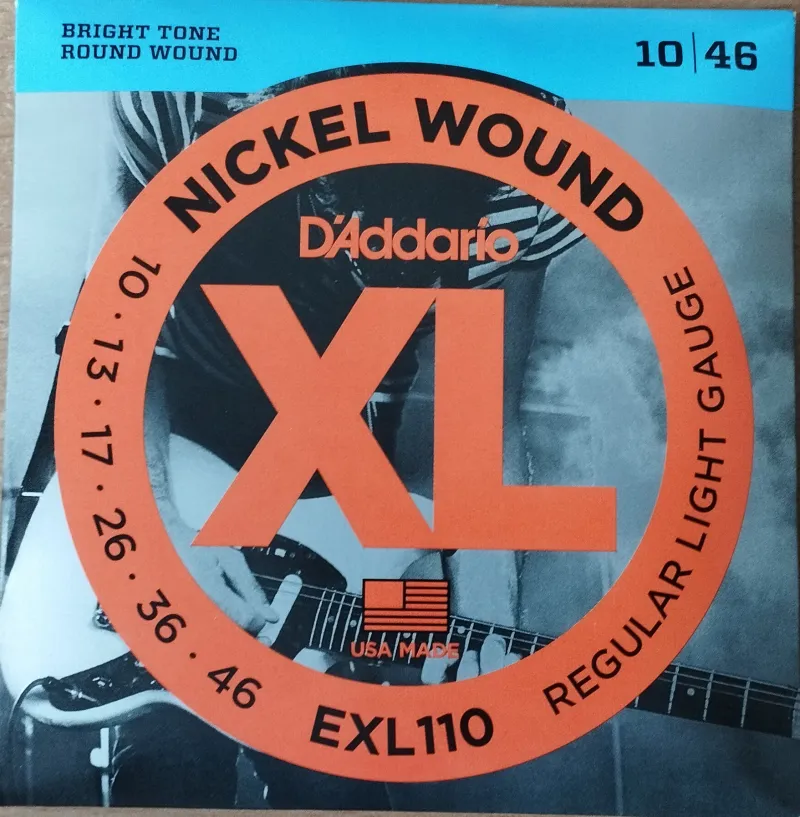 BRIGHT TONE
ROUND WOUND
10|46
NICKEL WOUND
D'Addario
XL
10 · 13 · 17 · 26 · 36 · 46
REGULAR LIGHT GAUGE
USA MADE
EXL110